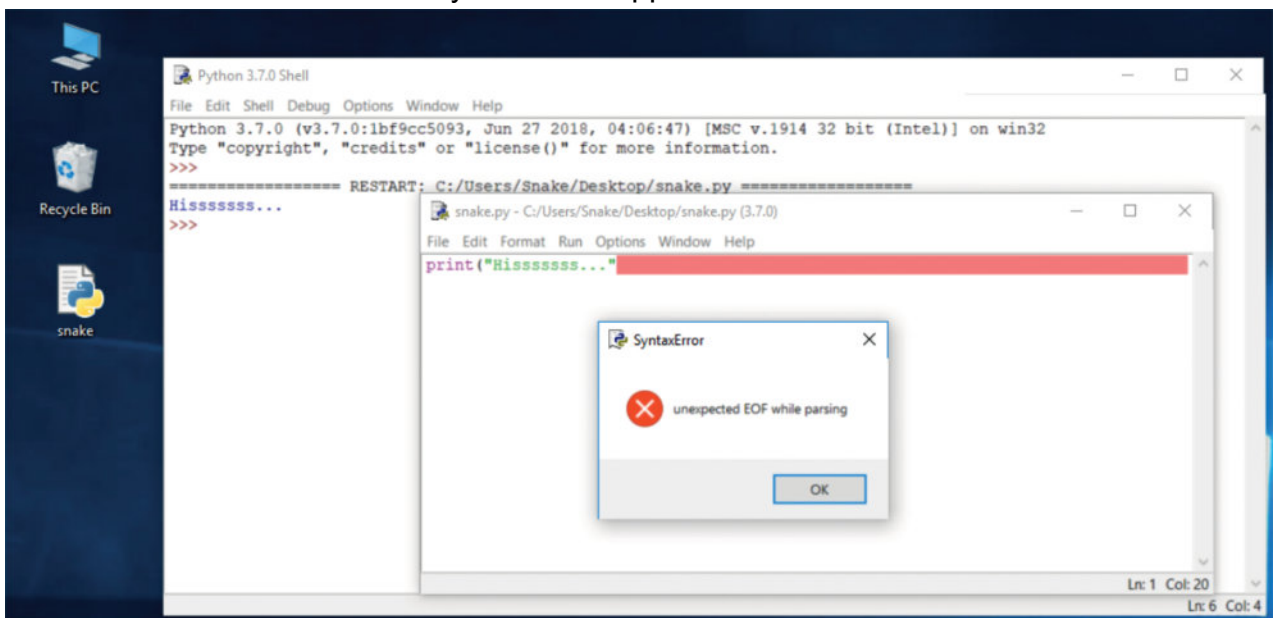 This PC
Recycle Bin
snake
Python 3.7.0 Shell
File Edit Shell Debug Options Window Help
Python 3.7.0 (v3.7.0:1bf9cc5093, Jun 27 2018, 04:06:47) [MSC v.1914 32 bit (Intel)] on win32
Type "copyright", "credits" or "license()" for more information.
>>>
================== RESTART: C:/Users/Snake/Desktop/snake.py ==================
Hisssssss...
>>>
snake.py - C:/Users/Snake/Desktop/snake.py (3.7.0)
File Edit Format Run Options Window Help
print("Hisssssss..."
SyntaxError
unexpected EOF while parsing
OK
Ln: 1 Col: 20
Ln: 6 Col: 4